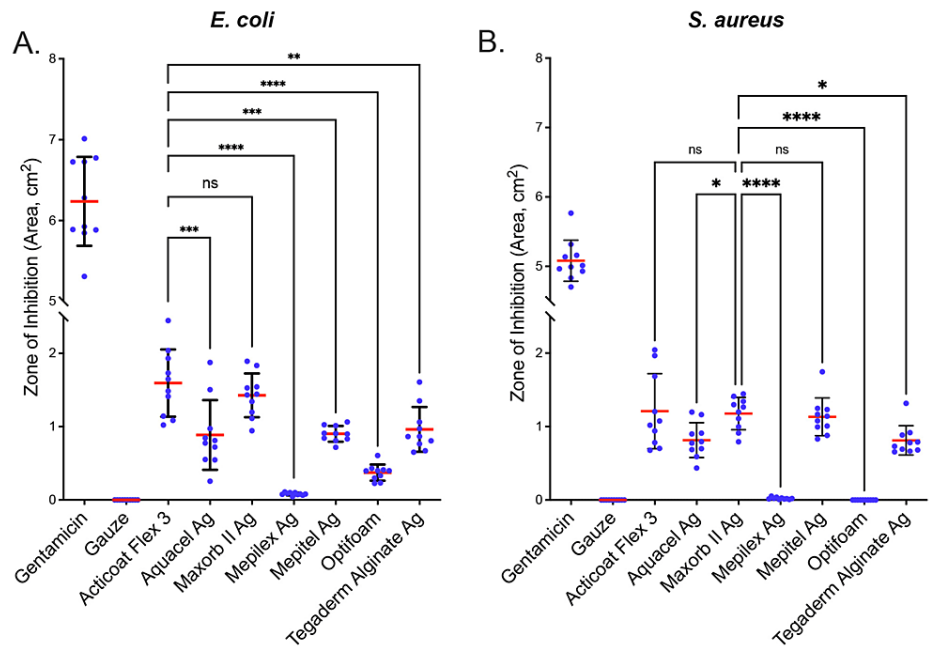 E. coli
S. aureus
A.
B.
Zone of Inhibition (Area, cm2)
8
7
6
5
2
1
0
**
****
***
****
ns
***
Gentamicin
Gauze
Acticoat Flex 3
Aquacel Ag
Maxorb II Ag
Mepilex Ag
Mepitel Ag
Optifoam
Tegaderm Alginate Ag
Zone of Inhibition (Area, cm2)
8
7
6
5
2
1
0
*
****
ns
ns
*
****
Gentamicin
Gauze
Acticoat Flex 3
Aquacel Ag
Maxorb II Ag
Mepilex Ag
Mepitel Ag
Optifoam
Tegaderm Alginate Ag